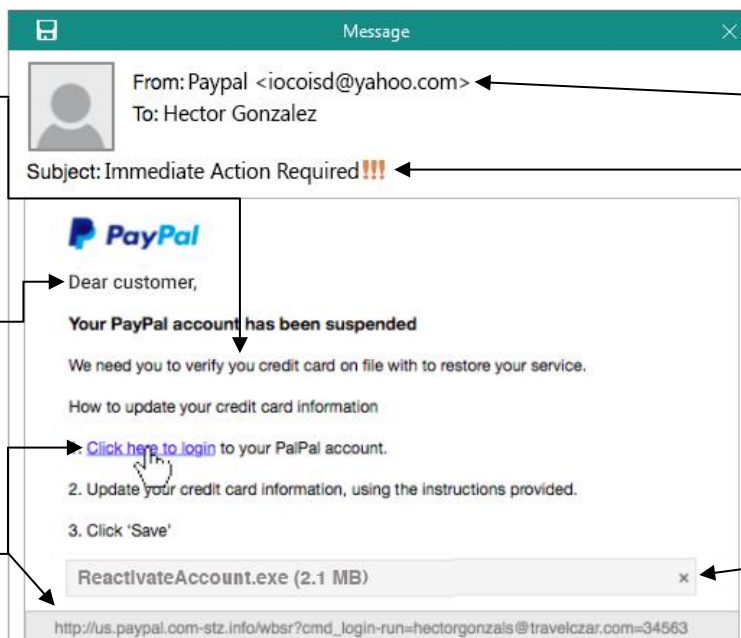 Message
From: Paypal <iocoisd@yahoo.com>
To: Hector Gonzalez
Subject: Immediate Action Required!!!
PayPal
Dear customer,
Your PayPal account has been suspended
We need you to verify you credit card on file with to restore your service.
How to update your credit card information
1. Click here to login to your PalPal account.
2. Update your credit card information, using the instructions provided.
3. Click 'Save'
ReactivateAccount.exe (2.1 MB)
http://us.paypal.com-stz.info/wbsr?cmd_login-run=hectorgonzals@travelczar.com=34563